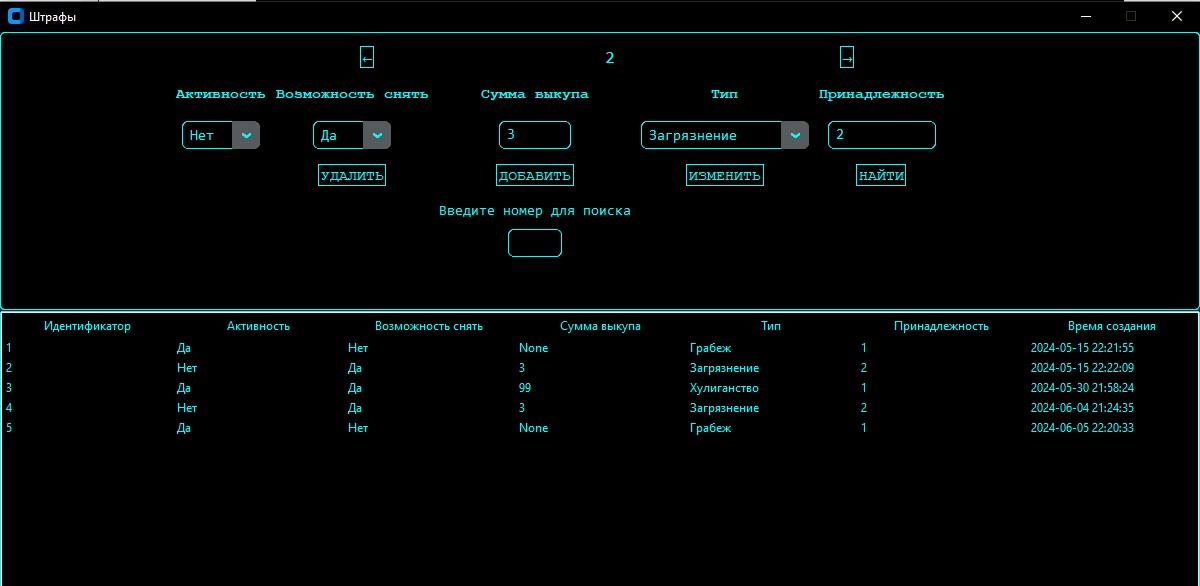 Штрафы
← 2 →
Активность Возможность снять Сумма выкупа Тип Принадлежность
Нет Да 3 Загрязнение 2
УДАЛИТЬ ДОБАВИТЬ ИЗМЕНИТЬ НАЙТИ
Введите номер для поиска
Идентификатор Активность Возможность снять Сумма выкупа Тип Принадлежность Время создания
1 Да Нет None Грабеж 1 2024-05-15 22:21:55
2 Нет Да 3 Загрязнение 2 2024-05-15 22:22:09
3 Да Да 99 Хулиганство 1 2024-05-30 21:58:24
4 Нет Да 3 Загрязнение 2 2024-06-04 21:24:35
5 Да Нет None Грабеж 1 2024-06-05 22:20:33